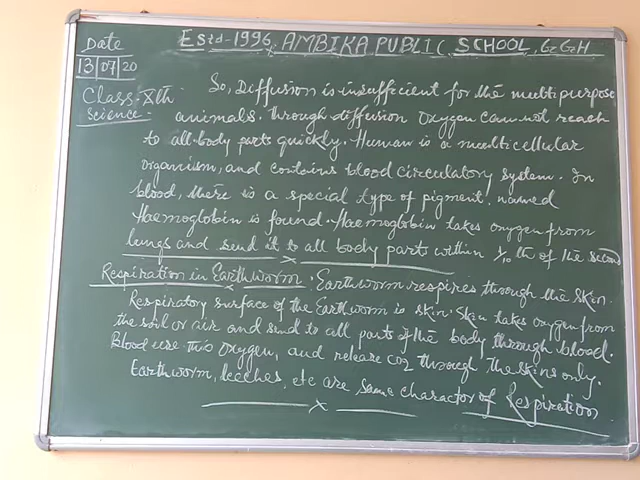 Date
Estd-1996, AMBIKA PUBLIC SCHOOL, GZGZH
13 07 20
Class-Xth
Science-
So, Diffusion is insufficient for the multipurpose
animals. Through diffusion Oxygen cannot reach
to all body parts quickly. Human is a multicellular
organism, and contains blood circulatory system. In
blood, there is a special type of pigment, named
Haemoglobin is found. Haemoglobin takes oxygen from
lungs and send it to all body parts within 1/10 th of the second
Respiration in Earthworm. Earthworm respires through the skin.
Respiratory surface of the Earthworm is skin. Skin takes oxygen from
the soil or air and send to all parts of the body through blood.
Blood use this oxygen, and release CO2 through the skins only.
Earthworm, leeches, etc are same charactor of Respiration